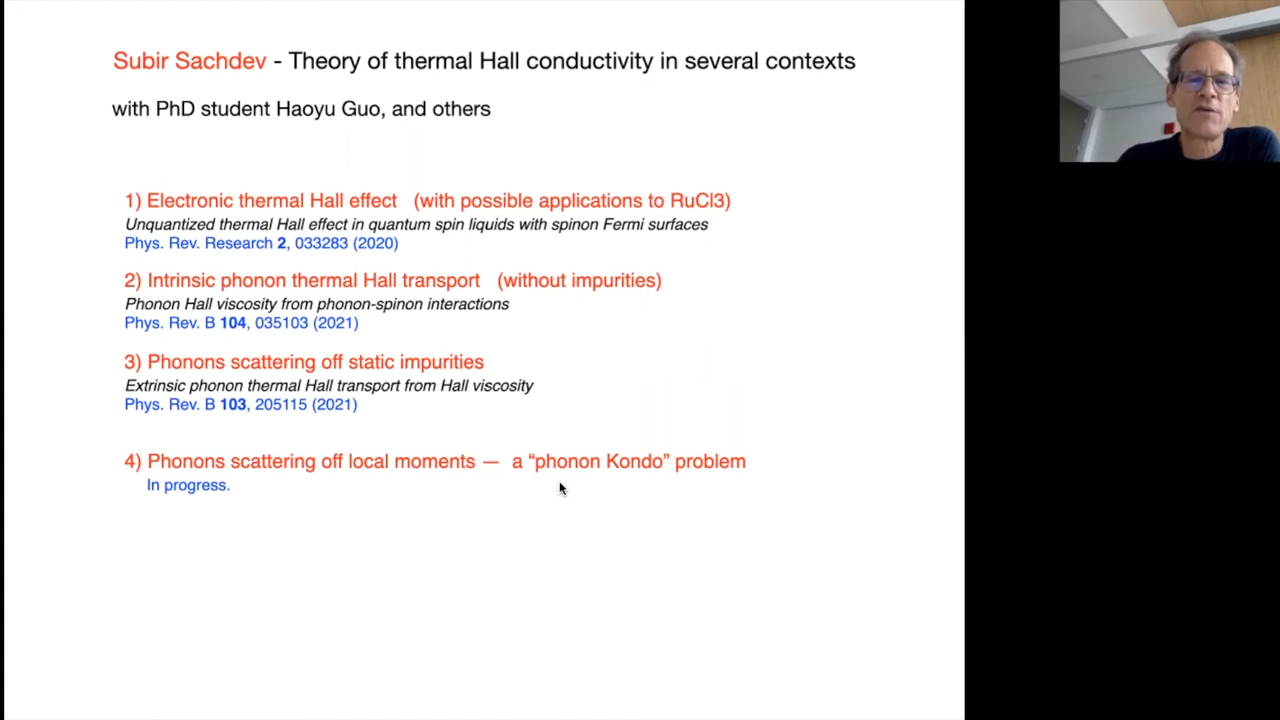 Subir Sachdev - Theory of thermal Hall conductivity in several contexts
with PhD student Haoyu Guo, and others
1) Electronic thermal Hall effect (with possible applications to RuCl3)
Unquantized thermal Hall effect in quantum spin liquids with spinon Fermi surfaces
Phys. Rev. Research 2, 033283 (2020)
2) Intrinsic phonon thermal Hall transport (without impurities)
Phonon Hall viscosity from phonon-spinon interactions
Phys. Rev. B 104, 035103 (2021)
3) Phonons scattering off static impurities
Extrinsic phonon thermal Hall transport from Hall viscosity
Phys. Rev. B 103, 205115 (2021)
4) Phonons scattering off local moments — a “phonon Kondo” problem
In progress.